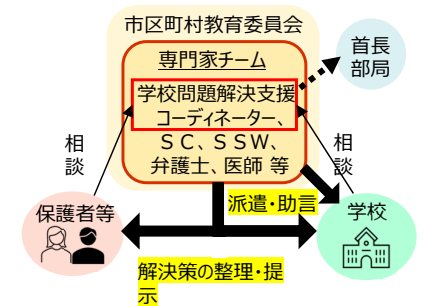 市区町村教育委員会
専門家チーム
学校問題解決支援
コーディネーター、
ＳＣ、ＳＳＷ、
弁護士、医師 等
首長
部局
相
談
相
談
保護者等
派遣・助言
学校
解決策の整理・提
示